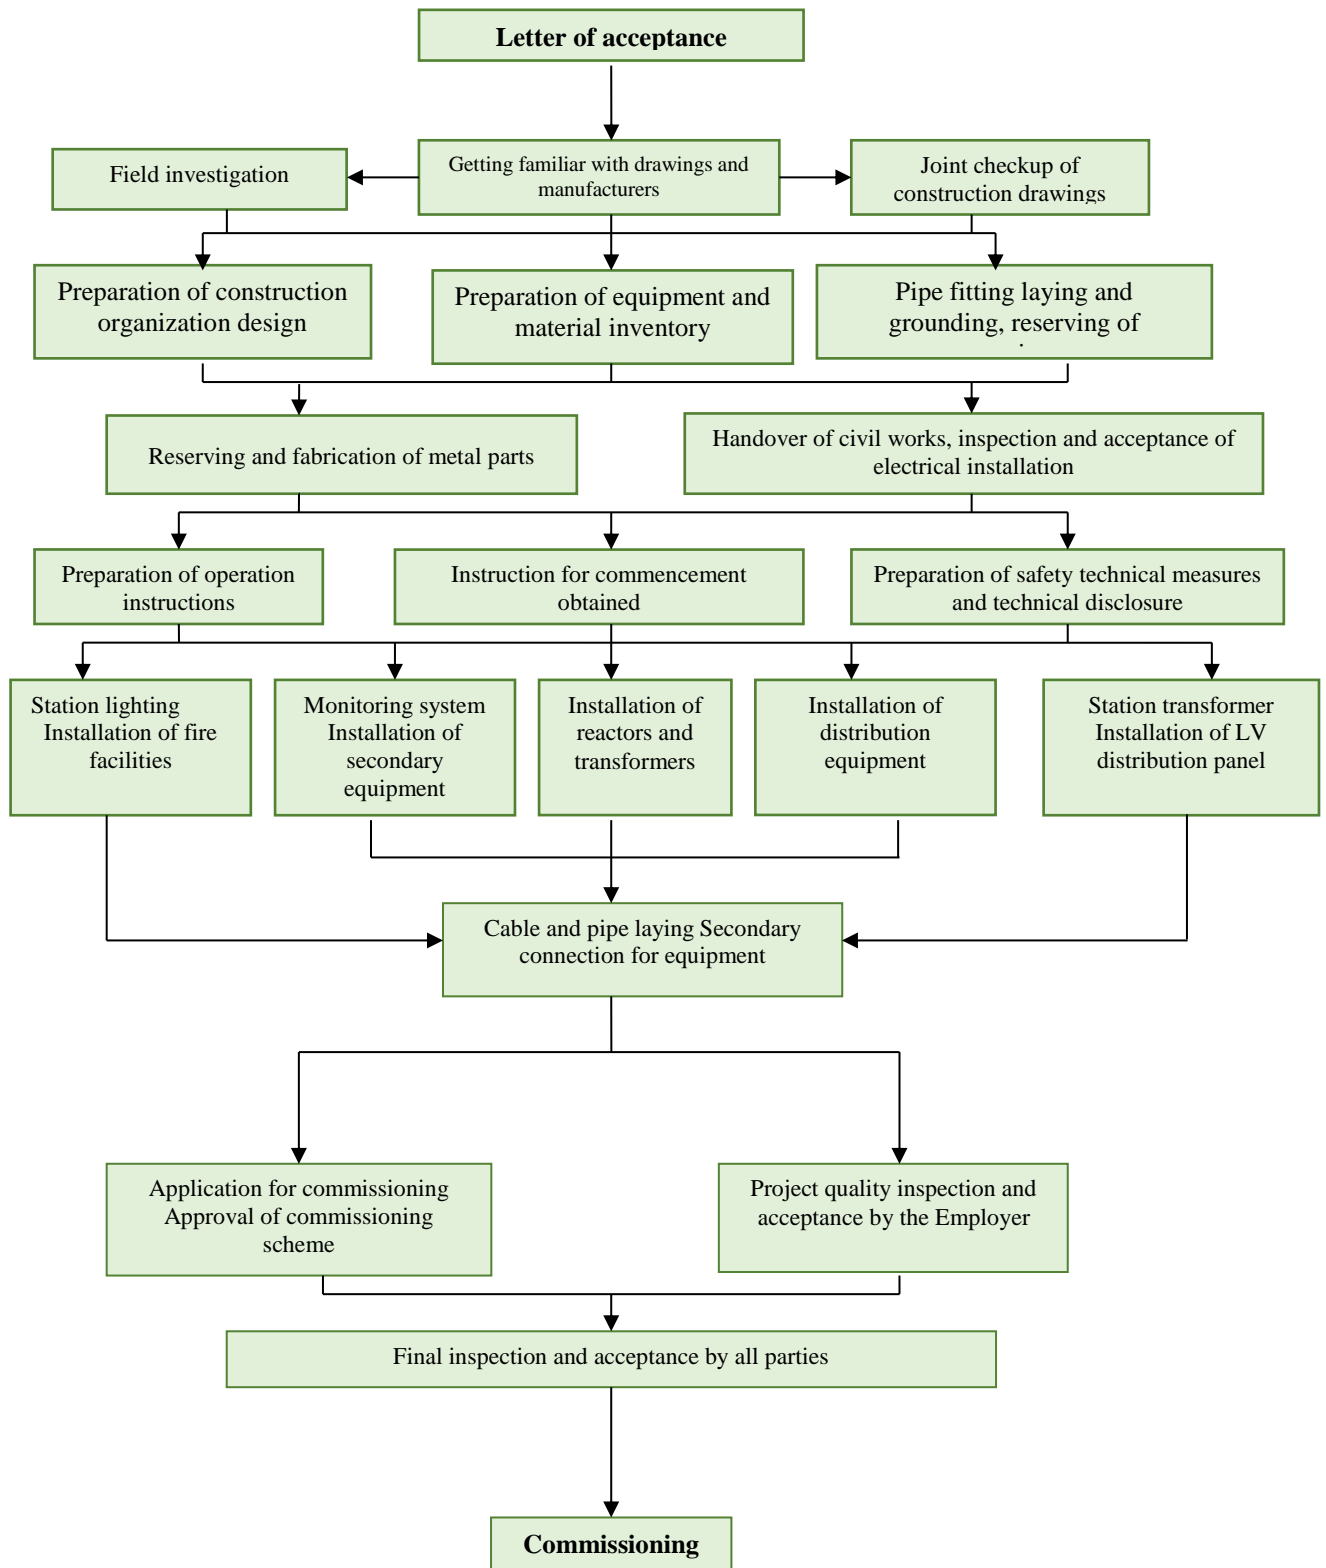 Letter of acceptance
Field investigation
Getting familiar with drawings and
manufacturers
Joint checkup of
construction drawings
Preparation of construction
organization design
Preparation of equipment and
material inventory
Pipe fitting laying and
grounding, reserving of
Reserving and fabrication of metal parts
Handover of civil works, inspection and acceptance of
electrical installation
Preparation of operation
instructions
Instruction for commencement
obtained
Preparation of safety technical measures
and technical disclosure
Station lighting
Installation of fire
facilities
Monitoring system
Installation of
secondary
equipment
Installation of
reactors and
transformers
Installation of
distribution
equipment
Station transformer
Installation of LV
distribution panel
Cable and pipe laying Secondary
connection for equipment
Application for commissioning
Approval of commissioning
scheme
Project quality inspection and
acceptance by the Employer
Final inspection and acceptance by all parties
Commissioning